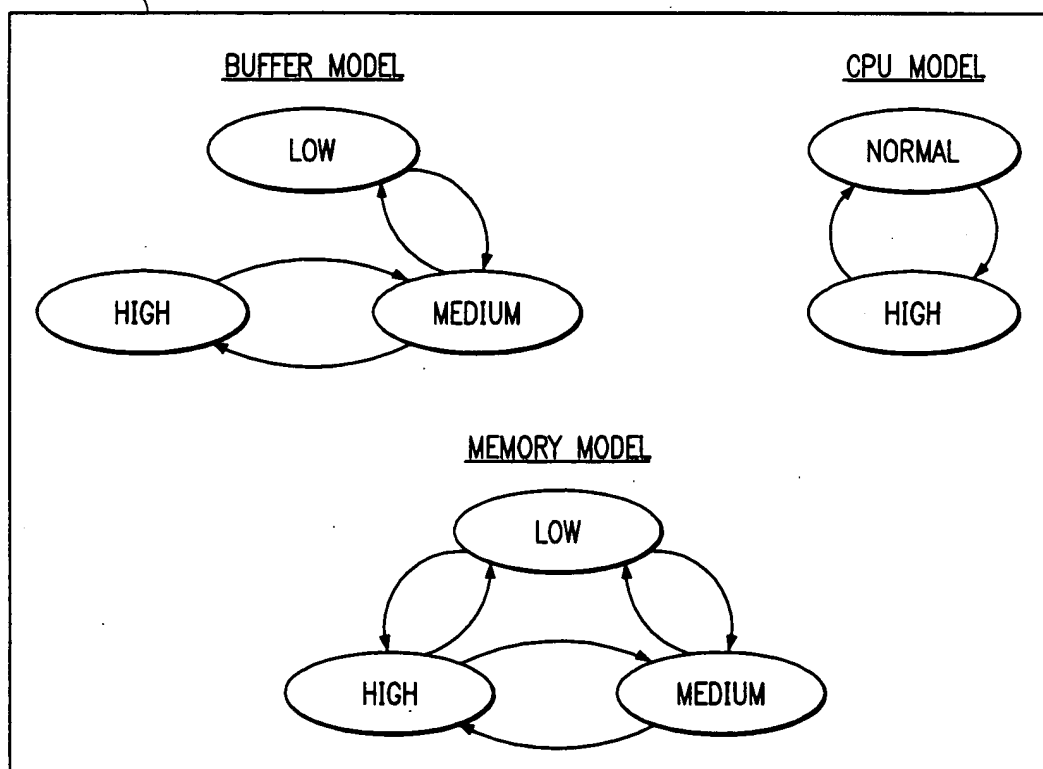 BUFFER MODEL
LOW
HIGH
MEDIUM
CPU MODEL
NORMAL
HIGH
MEMORY MODEL
LOW
HIGH
MEDIUM